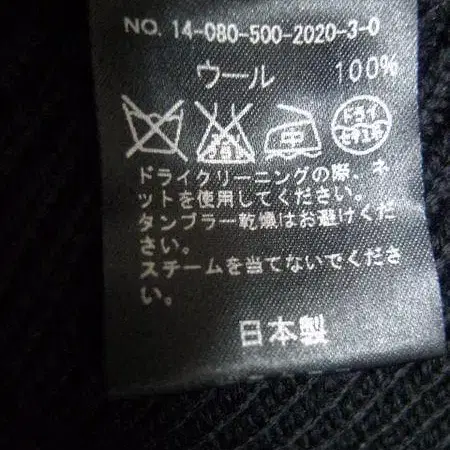 NO. 14-080-500-2020-3-0
ウール 100%
ドライ
ドライクリーニングの際、ネ
ットを使用してください。
タンブラー乾燥はお避けくだ
さい。
スチームを当てないでくださ
い。
日本製